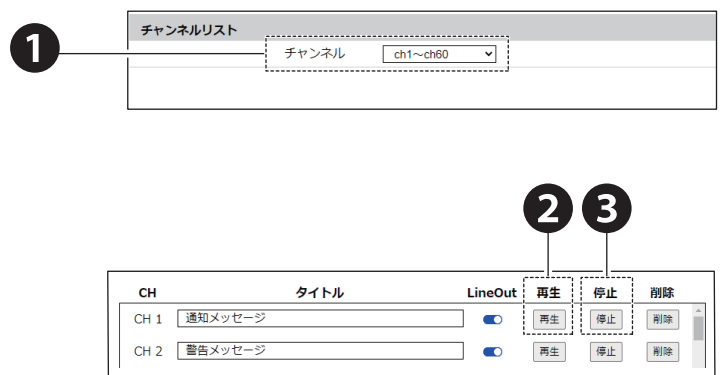 チャンネルリスト
1
チャンネル ch1～ch60
2 3
CH タイトル LineOut 再生 停止 削除
CH 1 通知メッセージ 再生 停止 削除
CH 2 警告メッセージ 再生 停止 削除